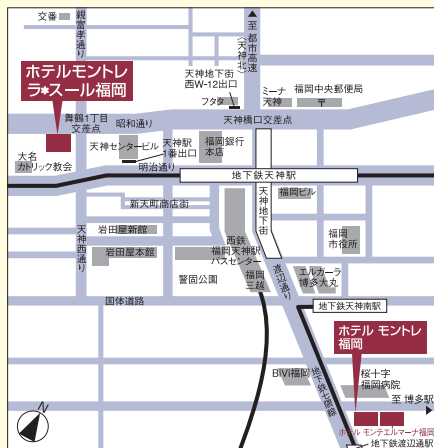 交番
親富孝通り
至 都市高速
(天神北)
ホテルモントレ
ラ*スール福岡
天神地下街
西W-12出口
フタタ
ミーナ
天神
福岡中央郵便局
〒
舞鶴1丁目
交差点
昭和通り
天神橋口交差点
大名
カトリック教会
天神センタービル
天神駅
1番出口
福岡銀行
本店
明治通り
地下鉄天神駅
新天町商店街
天神地下街
福岡ビル
天神西通り
岩田屋新館
岩田屋本館
西鉄
福岡天神駅
バスセンター
福岡
市役所
警固公園
福岡
三越
渡辺通り
エルガーラ
博多大丸
国体道路
地下鉄天神南駅
ホテル モントレ
福岡
BiVi福岡
地下鉄七隈線
桜十字
福岡病院
至 博多駅
ホテル モンテエルマーナ福岡
地下鉄渡辺通駅